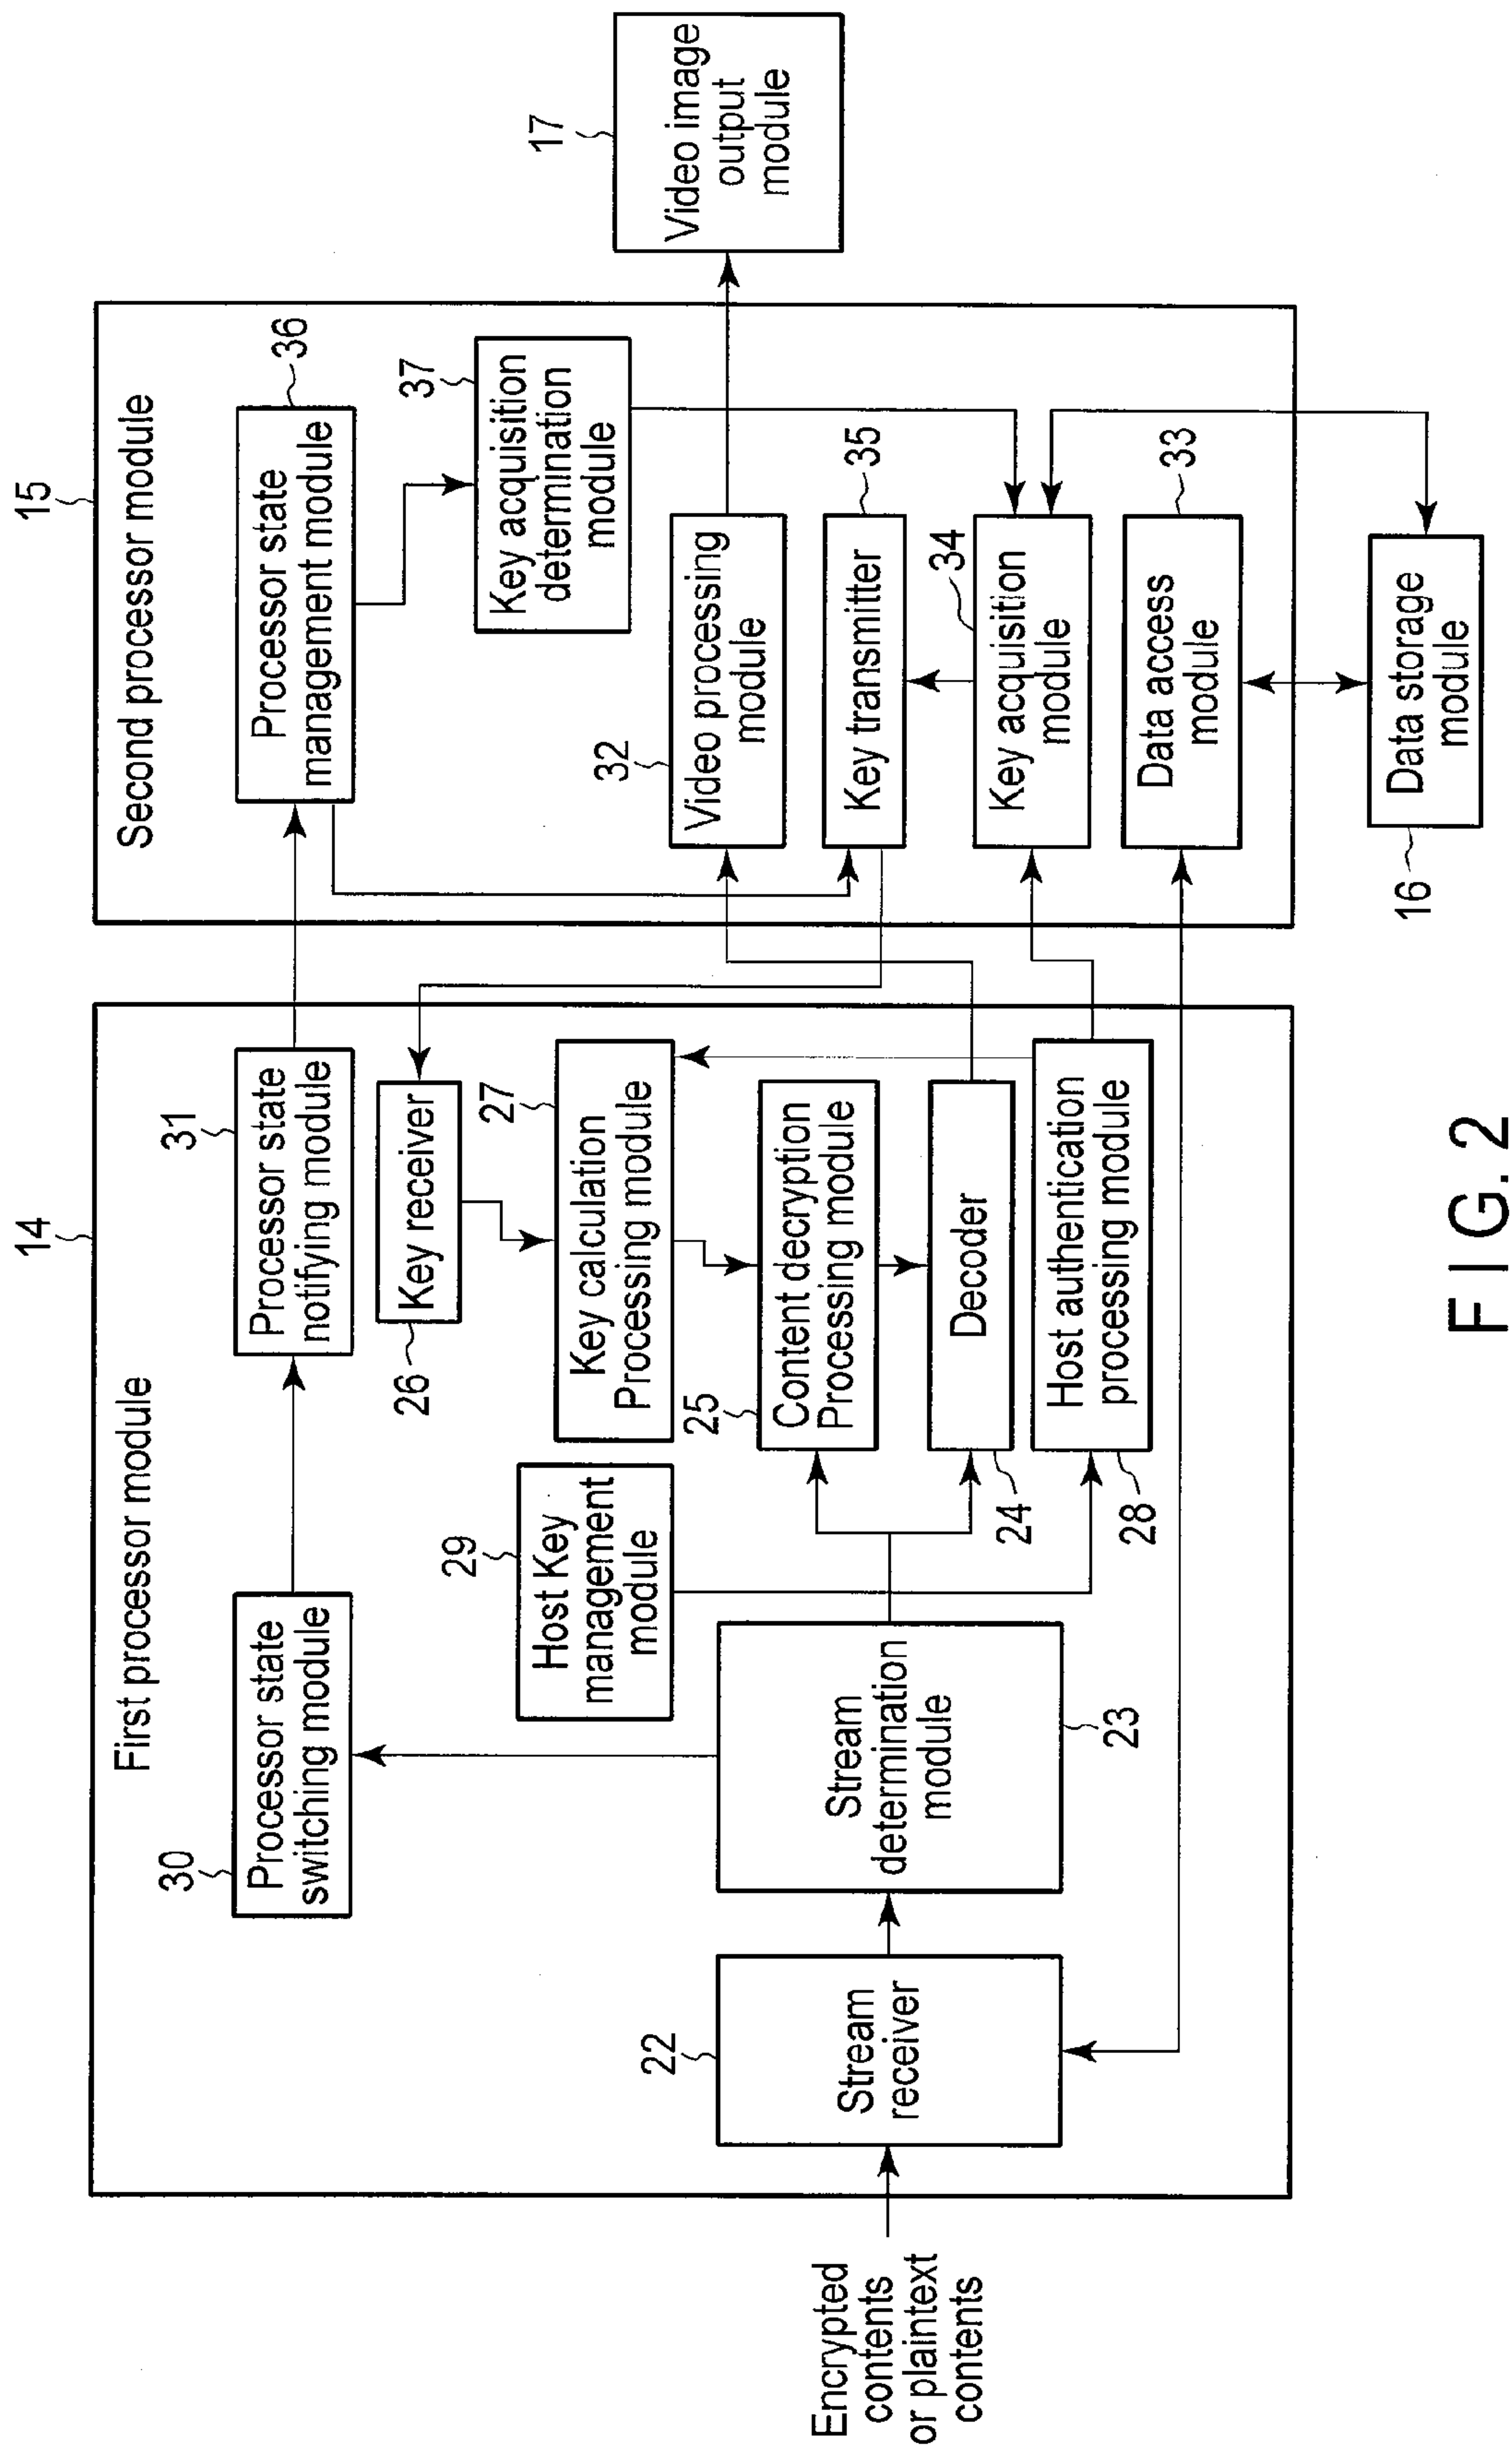 14
First processor module
30
Processor state
switching module
31
Processor state
notifying module
26
Key receiver
27
Key calculation
Processing module
29
Host Key
management
module
25
Content decryption
Processing module
24
Decoder
28
Host authentication
processing module
22
Stream
receiver
23
Stream
determination
module
Encrypted
contents
or plaintext
contents
15
Second processor module
36
Processor state
management module
37
Key acquisition
determination
module
32
Video processing
module
35
Key transmitter
34
Key acquisition
module
33
Data access
module
16
Data storage
module
17
Video image
output
module
FIG. 2